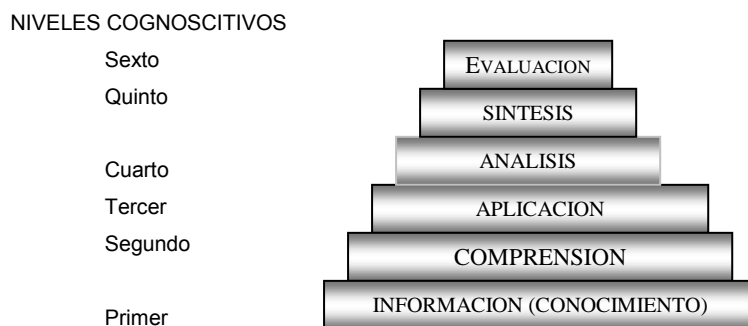 NIVELES COGNOSCITIVOS
Sexto EVALUACION
Quinto SINTESIS
Cuarto ANALISIS
Tercer APLICACION
Segundo COMPRENSION
Primer INFORMACION (CONOCIMIENTO)